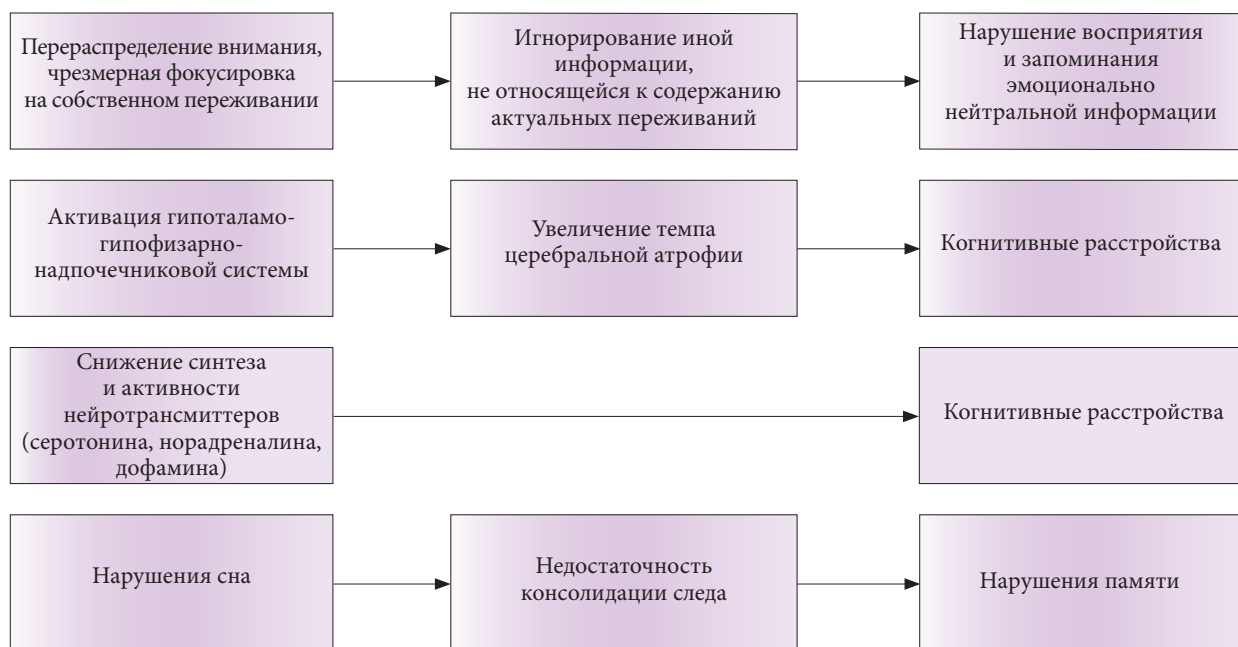 Перераспределение внимания,
чрезмерная фокусировка
на собственном переживании
Игнорирование иной
информации,
не относящейся к содержанию
актуальных переживаний
Нарушение восприятия
и запоминания
эмоционально
нейтральной информации
Активация гипоталамо-
гипофизарно-
надпочечниковой системы
Увеличение темпа
церебральной атрофии
Когнитивные расстройства
Снижение синтеза
и активности
нейротрансмиттеров
(серотонина, норадреналина,
дофамина)
Когнитивные расстройства
Нарушения сна
Недостаточность
консолидации следа
Нарушения памяти